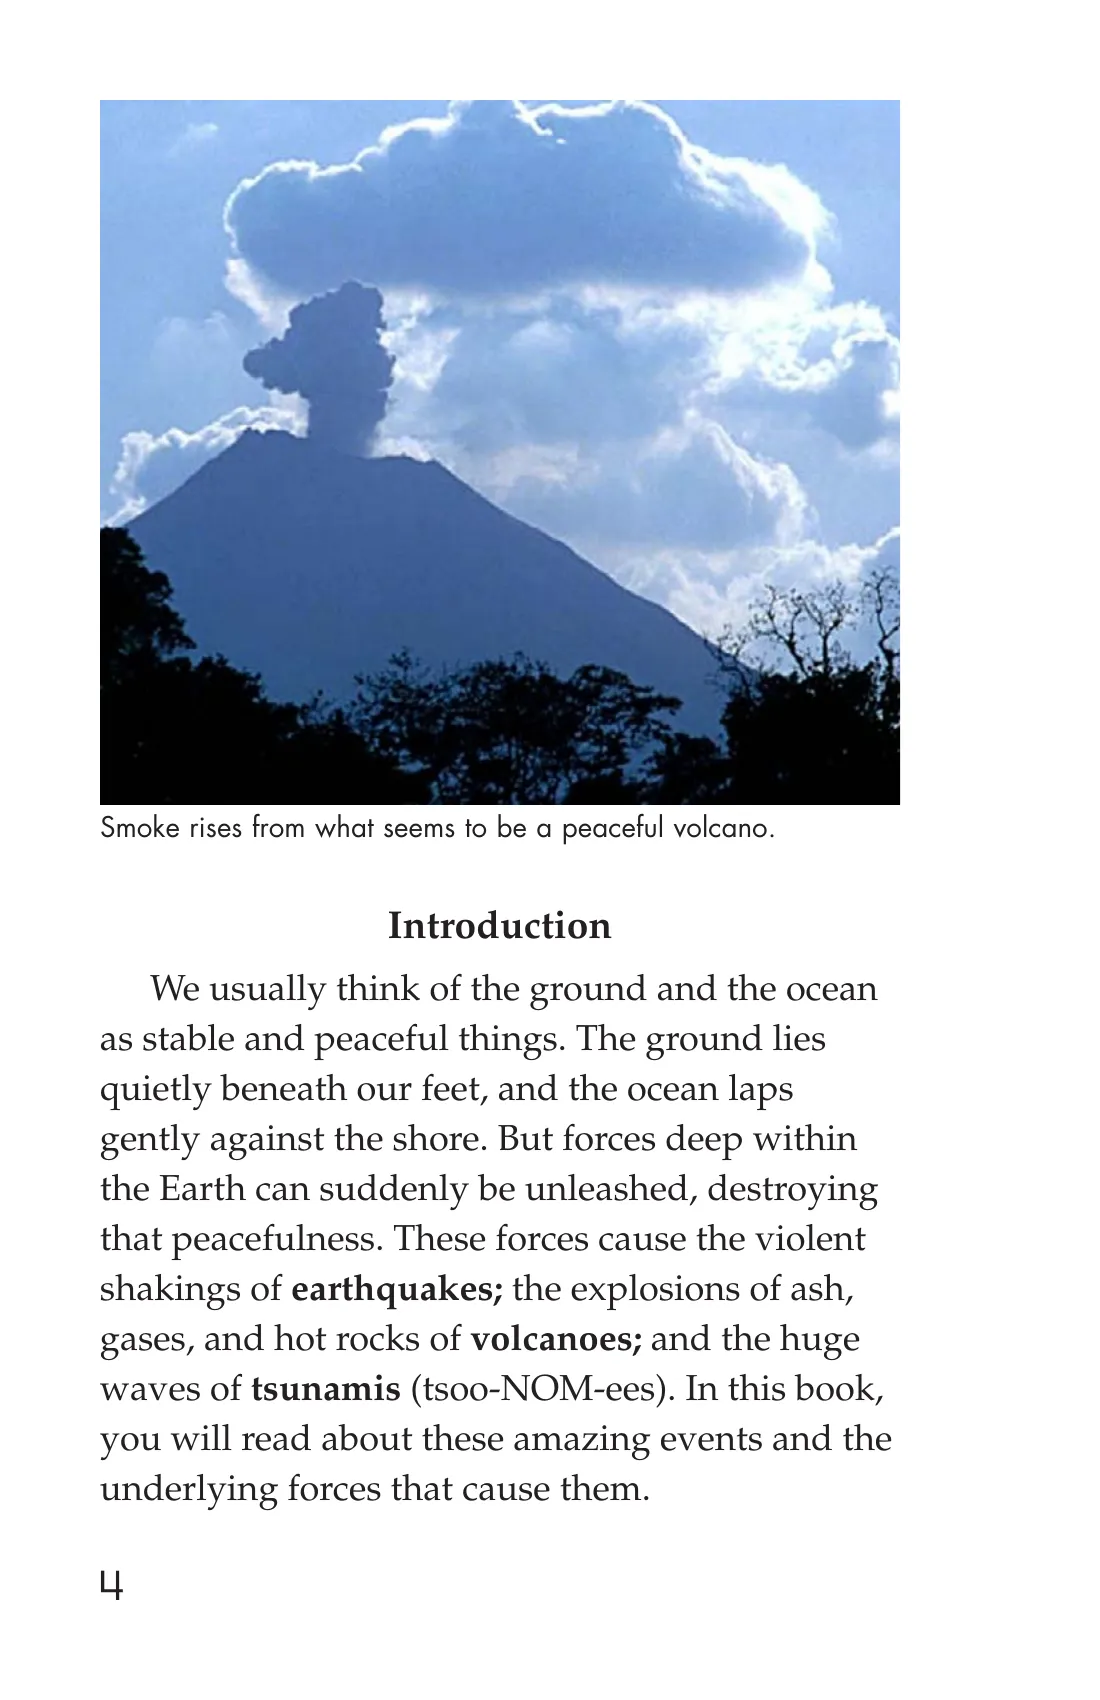 Smoke rises from what seems to be a peaceful volcano.
Introduction
We usually think of the ground and the ocean
as stable and peaceful things. The ground lies
quietly beneath our feet, and the ocean laps
gently against the shore. But forces deep within
the Earth can suddenly be unleashed, destroying
that peacefulness. These forces cause the violent
shakings of earthquakes; the explosions of ash,
gases, and hot rocks of volcanoes; and the huge
waves of tsunamis (tsoo-NOM-ees). In this book,
you will read about these amazing events and the
underlying forces that cause them.
4